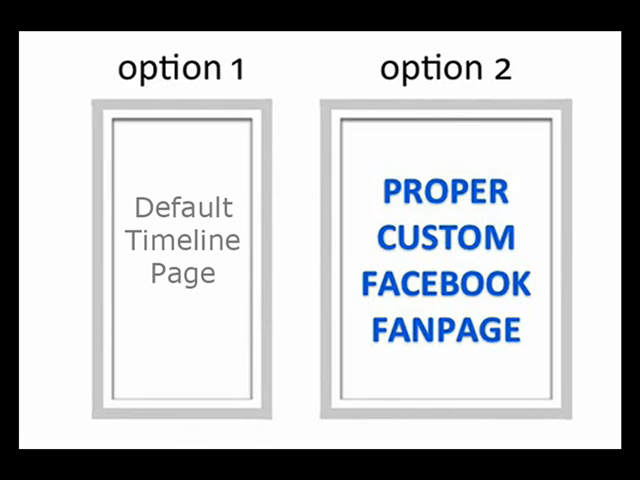 option 1
Default
Timeline
Page
option 2
PROPER
CUSTOM
FACEBOOK
FANPAGE